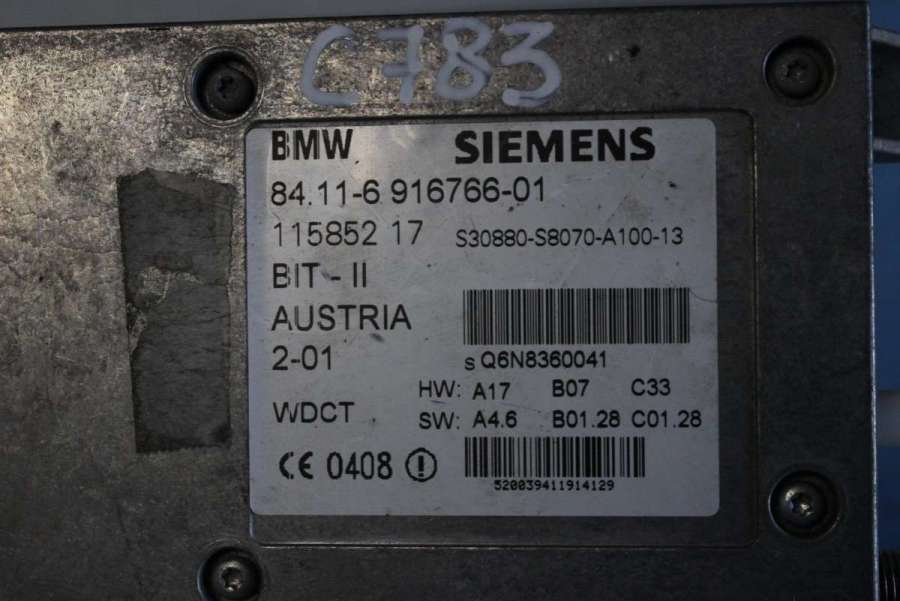 C783
BMW SIEMENS
84.11-6 916766-01
115852 17 S30880-S8070-A100-13
BIT - II
AUSTRIA
2-01
S Q6N8360041
HW: A17 B07 C33
WDCT
SW: A4.6 B01.28 C01.28
CE 0408
520039411914129